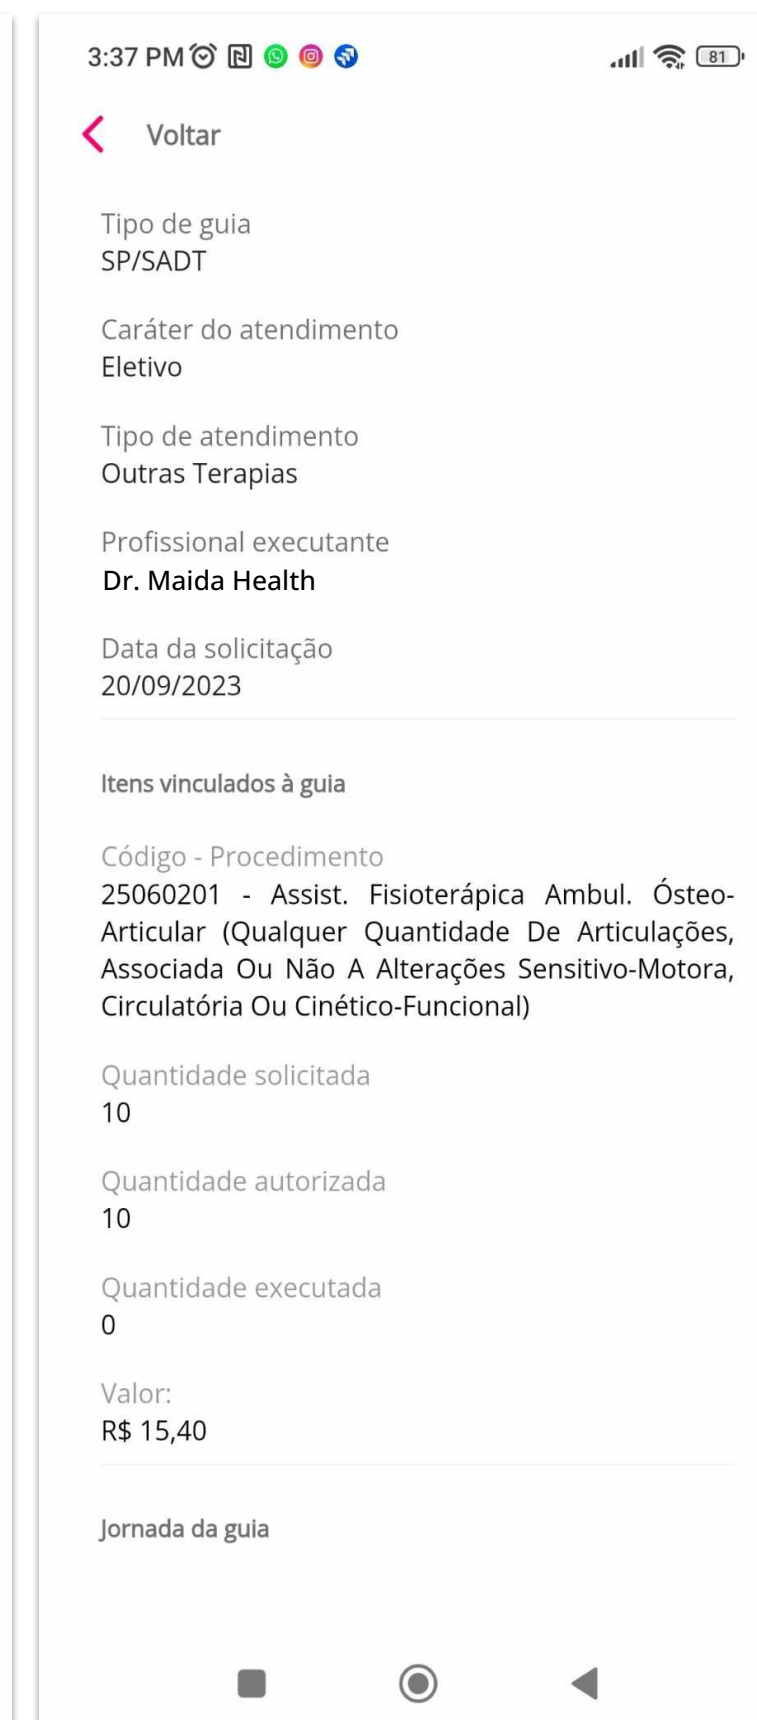 3:37 PM
81
Voltar
Tipo de guia
SP/SADT
Caráter do atendimento
Eletivo
Tipo de atendimento
Outras Terapias
Profissional executante
Dr. Maida Health
Data da solicitação
20/09/2023
Itens vinculados à guia
Código - Procedimento
25060201 - Assist. Fisioterápica Ambul. Ósteo-
Articular (Qualquer Quantidade De Articulações,
Associada Ou Não A Alterações Sensitivo-Motora,
Circulatória Ou Cinético-Funcional)
Quantidade solicitada
10
Quantidade autorizada
10
Quantidade executada
0
Valor:
R$ 15,40
Jornada da guia